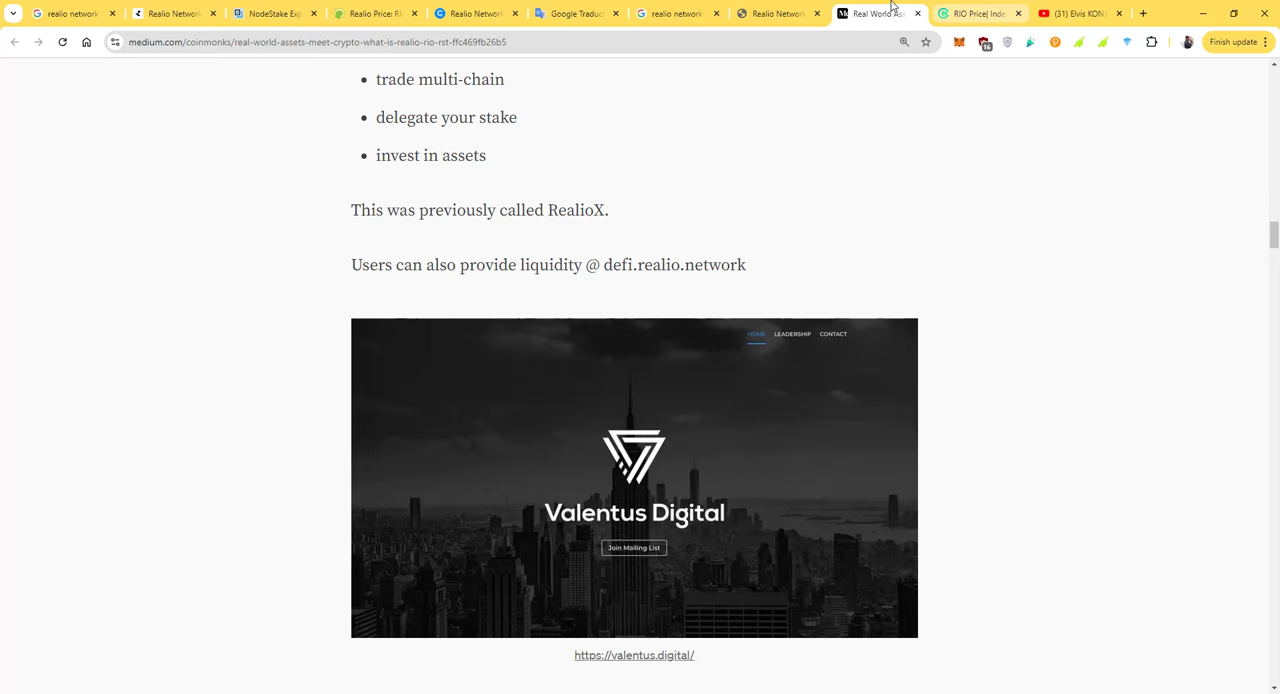 realio network
Realio Network
NodeStake Exp
Realio Price: RI
Realio Network
Google Traduc
realio network
Realio Network
Real World Ass
RIO Price| Inde
(31) Elvis KON
medium.com/coinmonks/real-world-assets-meet-crypto-what-is-realio-rio-rst-ffc469fb26b5
16
Finish update
• trade multi-chain
• delegate your stake
• invest in assets
This was previously called RealioX.
Users can also provide liquidity @ defi.realio.network
HOME LEADERSHIP CONTACT
Valentus Digital
Join Mailing List
https://valentus.digital/